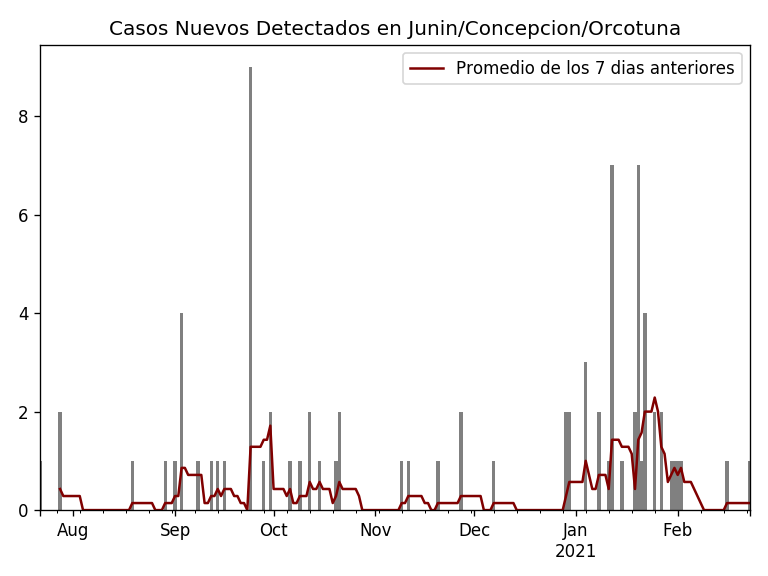 Casos Nuevos Detectados en Junin/Concepcion/Orcotuna
Promedio de los 7 dias anteriores
8
6
4
2
0
Aug Sep Oct Nov Dec Jan Feb
2021